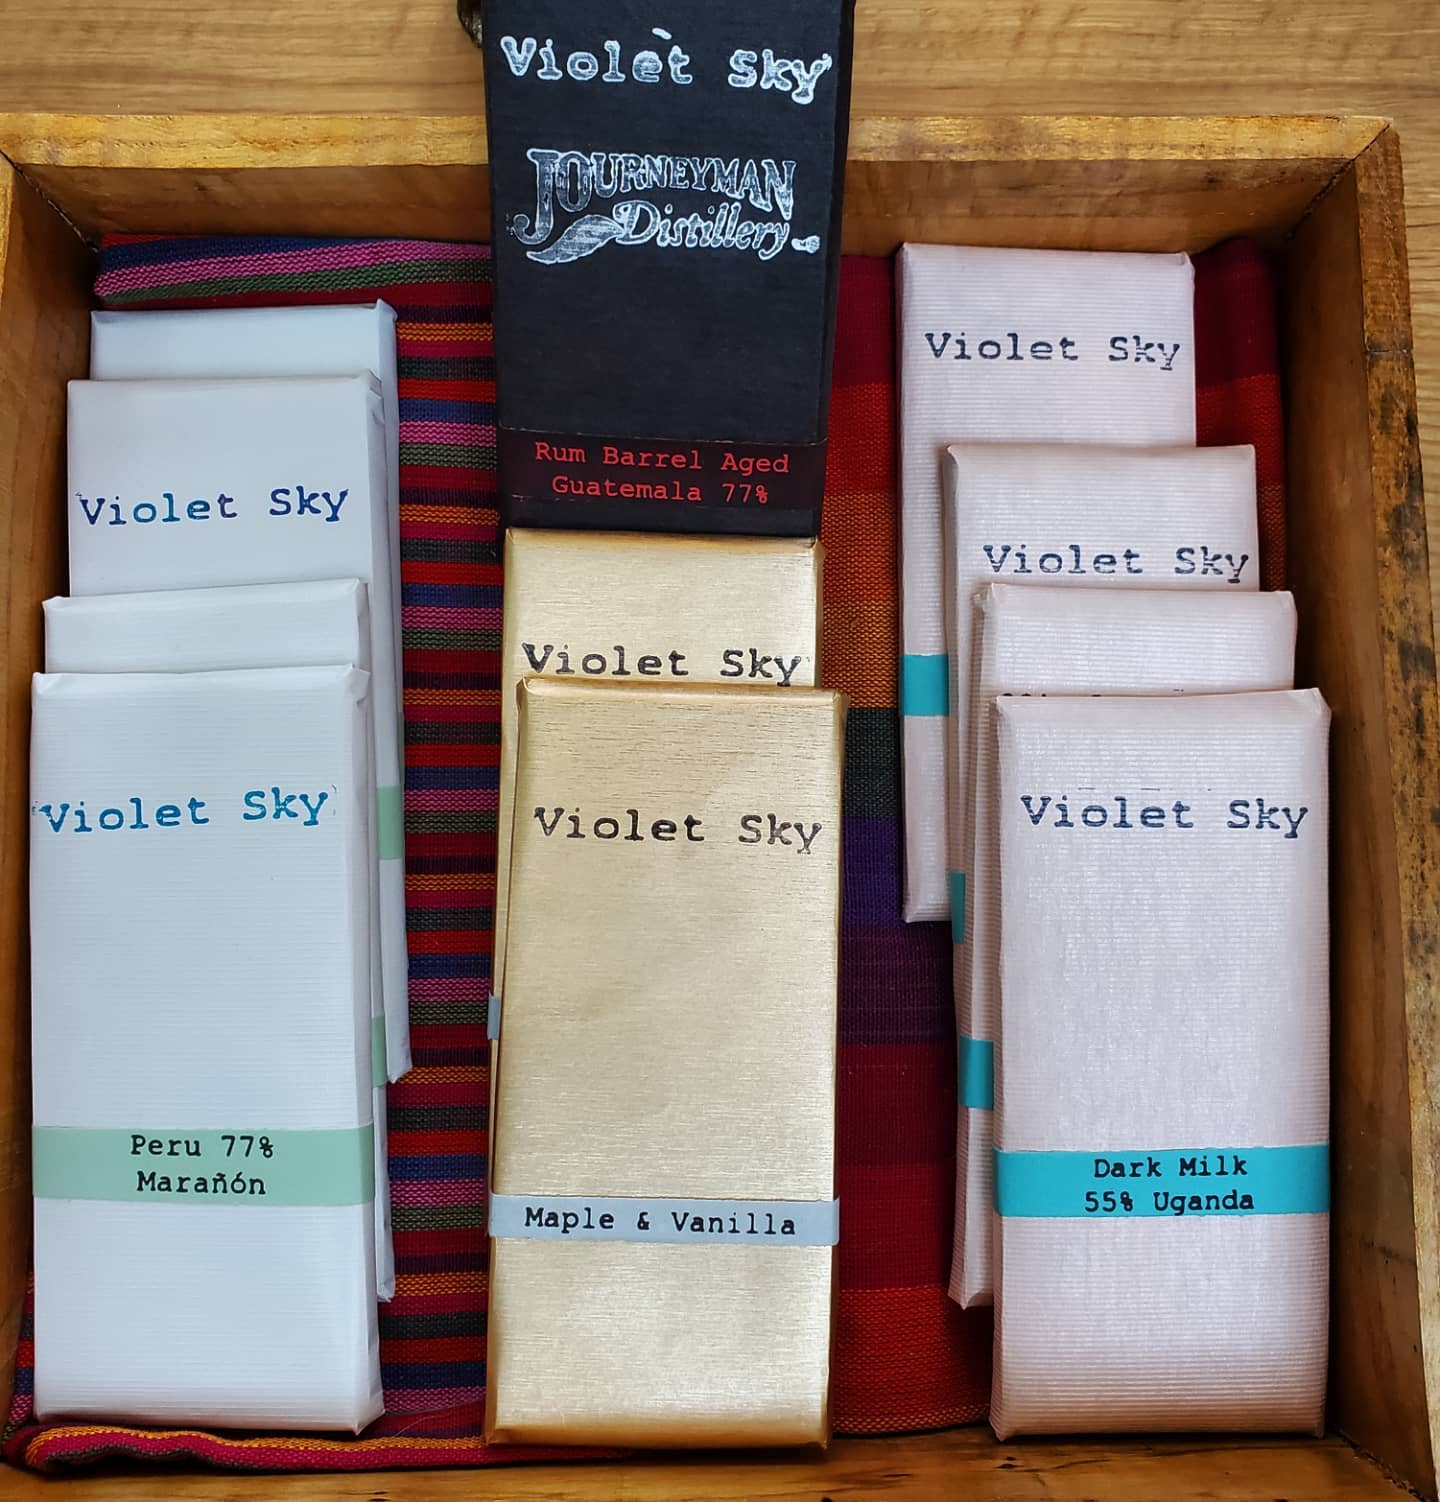 Violet Sky
JOURNEYMAN
Distillery
Rum Barrel Aged
Guatemala 77%
Violet Sky
Violet Sky
Peru 77%
Marañón
Violet Sky
Violet Sky
Maple & Vanilla
Violet Sky
Violet Sky
Violet Sky
Dark Milk
55% Uganda